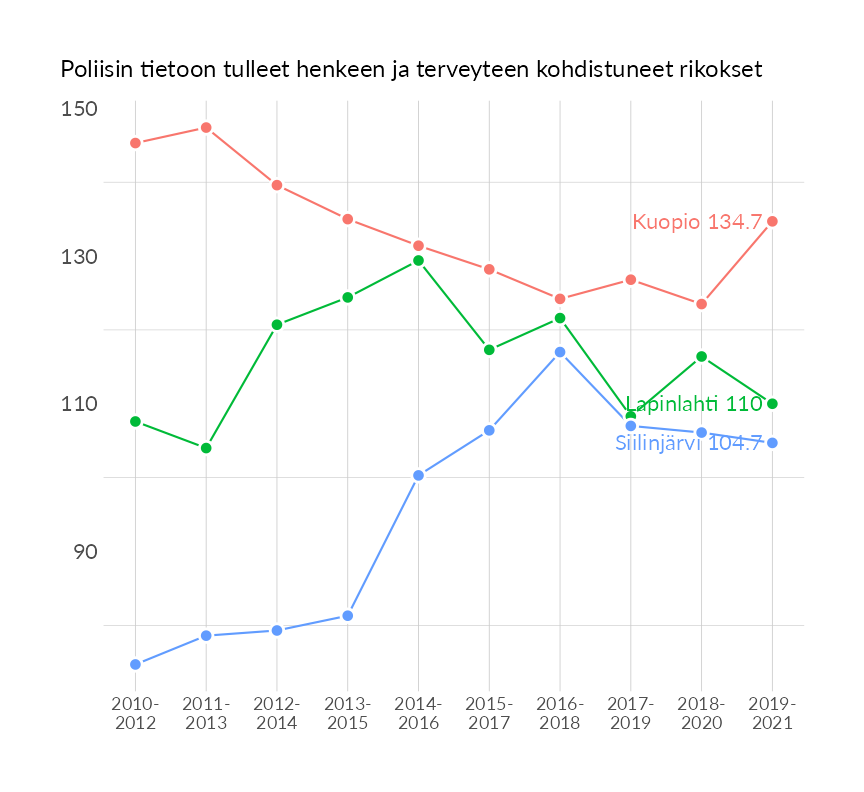 Poliisin tietoon tulleet henkeen ja terveyteen kohdistuneet rikokset
150
130
110
90
Kuopio 134.7
Lapinlahti 110
Siilinjärvi 104.7
2010- 2011- 2012- 2013- 2014- 2015- 2016- 2017- 2018- 2019-
2012 2013 2014 2015 2016 2017 2018 2019 2020 2021